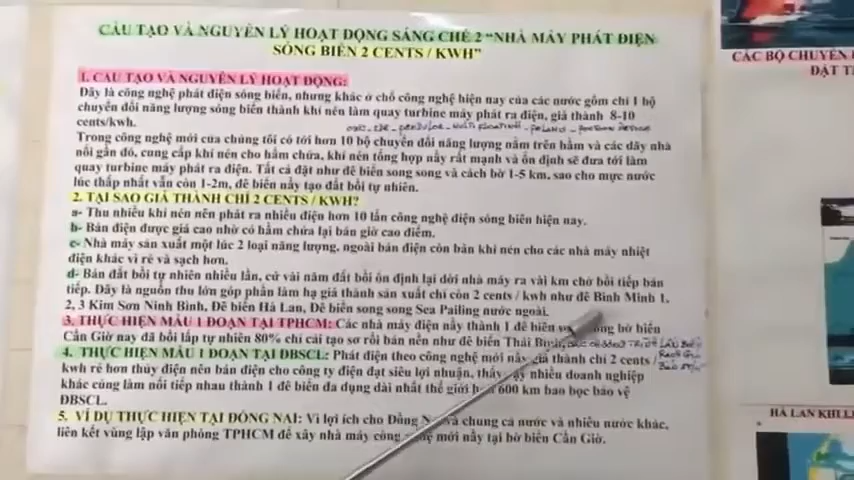 CẤU TẠO VÀ NGUYÊN LÝ HOẠT ĐỘNG SÁNG CHẾ 2 “NHÀ MÁY PHÁT ĐIỆN
SÓNG BIỂN 2 CENTS / KWH”
1. CẤU TẠO VÀ NGUYÊN LÝ HOẠT ĐỘNG:
Đây là công nghệ phát điện sóng biển, nhưng khác ở chổ công nghệ hiện nay của các nước gồm chỉ 1 bộ
chuyển đổi năng lượng sóng biển thành khí nén làm quay turbine máy phát ra điện, giá thành 8-10
cents/kwh.
Trong công nghệ mới của chúng tôi có tới hơn 10 bộ chuyển đổi năng lượng nằm trên hầm và các dãy nhà
nối gần đó, cung cấp khí nén cho hầm chứa, khí nén tổng hợp nầy rất mạnh và ổn định sẽ đưa tới làm
quay turbine máy phát ra điện. Tất cả đặt như đê biển song song và cách bờ 1-5 km, sao cho mực nước
lúc thấp nhất vẫn còn 1-2m, đê biển nầy tạo đất bồi tự nhiên.
2. TẠI SAO GIÁ THÀNH CHỈ 2 CENTS / KWH?
a- Thu nhiều khí nén nên phát ra nhiều điện hơn 10 lần công nghệ điện sóng biển hiện nay.
b- Bán điện được giá cao nhờ có hầm chứa lại bán giờ cao điểm.
c- Nhà máy sản xuất một lúc 2 loại năng lượng, ngoài bán điện còn bán khí nén cho các nhà máy nhiệt
điện khác vì rẻ và sạch hơn.
d- Bán đất bồi tự nhiên nhiều lần, cứ vài năm đất bồi ổn định lại dời nhà máy ra vài km chờ bồi tiếp bán
tiếp. Đây là nguồn thu lớn góp phần làm hạ giá thành sản xuất chỉ còn 2 cents / kwh như đê Bình Minh 1,
2, 3 Kim Sơn Ninh Bình, Đê biển Hà Lan, Đê biển song song Sea Pailing nước ngoài.
3. THỰC HIỆN MẪU 1 ĐOẠN TẠI TPHCM: Các nhà máy điện nầy thành 1 đê biển song bờ biển
Cần Giờ nay đã bồi lấp tự nhiên 80% chỉ cải tạo sơ rồi bán nền như đê biển Thái Bình,
4. THỰC HIỆN MẪU 1 ĐOẠN TẠI ĐBSCL: Phát điện theo công nghệ mới nầy giá thành chỉ 2 cents /
kwh rẻ hơn thủy điện nên bán điện cho công ty điện đạt siêu lợi nhuận, thấy vậy nhiều doanh nghiệp
khác cùng làm nối tiếp nhau thành 1 đê biển đa dụng dài nhất thế giới hơn 600 km bao bọc bảo vệ
ĐBSCL.
5. VÍ DỤ THỰC HIỆN TẠI ĐỒNG NAI: Vì lợi ích cho Đồng Nai và chung cả nước và nhiều nước khác,
liên kết vùng lập văn phòng TPHCM để xây nhà máy công nghệ mới nầy tại bờ biển Cần Giờ.
CÁC BỘ CHUYỂN
ĐẶT
HÀ LAN KHI